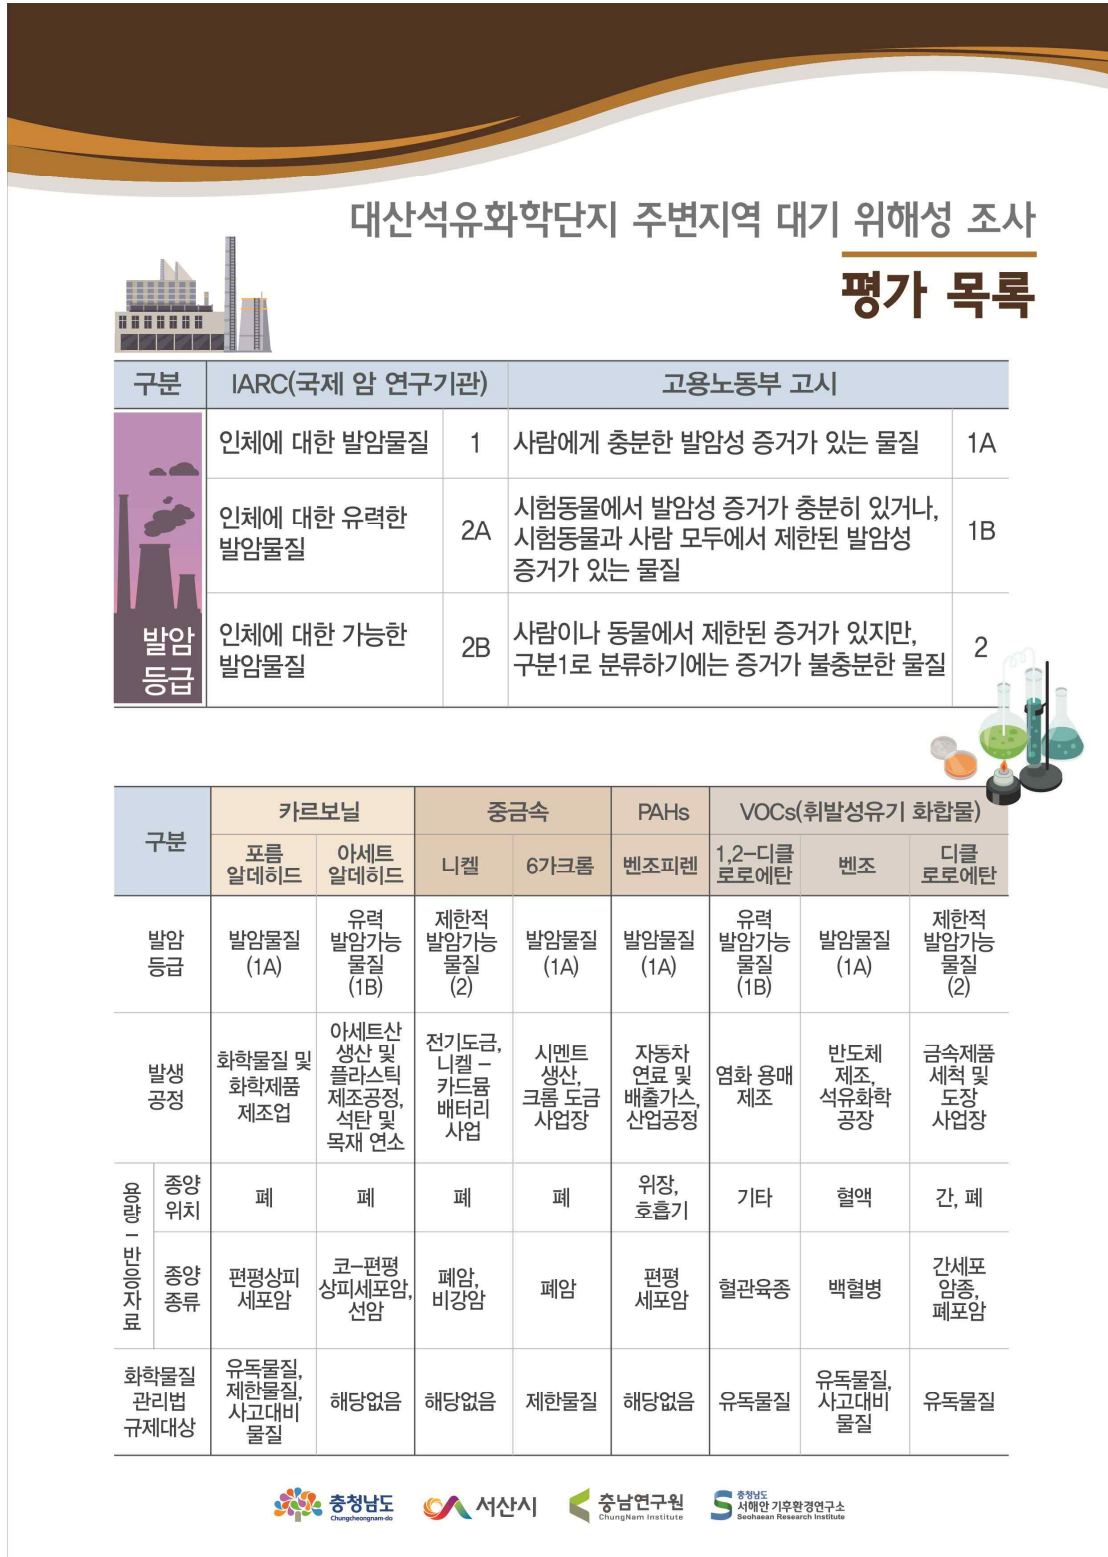 대산석유화학단지 주변지역 대기 위해성 조사
평가 목록
구분
IARC(국제 암 연구기관)
고용노동부 고시
발암
등급
인체에 대한 발암물질
1
사람에게 충분한 발암성 증거가 있는 물질
1A
인체에 대한 유력한
발암물질
2A
시험동물에서 발암성 증거가 충분히 있거나,
시험동물과 사람 모두에서 제한된 발암성
증거가 있는 물질
1B
인체에 대한 가능한
발암물질
2B
사람이나 동물에서 제한된 증거가 있지만,
구분1로 분류하기에는 증거가 불충분한 물질
2
구분
카르보닐
중금속
PAHs
VOCs(휘발성유기 화합물)
포름
알데히드
아세트
알데히드
니켈
6가크롬
벤조피렌
1,2-디클
로로에탄
벤조
디클
로로에탄
발암
등급
발암물질
(1A)
유력
발암가능
물질
(1B)
제한적
발암가능
물질
(2)
발암물질
(1A)
발암물질
(1A)
유력
발암가능
물질
(1B)
발암물질
(1A)
제한적
발암가능
물질
(2)
발생
공정
화학물질 및
화학제품
제조업
아세트산
생산 및
플라스틱
제조공정,
석탄 및
목재 연소
전기도금,
니켈 –
카드뮴
배터리
사업
시멘트
생산,
크롬 도금
사업장
자동차
연료 및
배출가스,
산업공정
염화 용매
제조
반도체
제조,
석유화학
공장
금속제품
세척 및
도장
사업장
용량-반응자료
종양
위치
폐
폐
폐
폐
위장,
호흡기
기타
혈액
간, 폐
종양
종류
편평상피
세포암
코-편평
상피세포암,
선암
폐암,
비강암
폐암
편평
세포암
혈관육종
백혈병
간세포
암종,
폐포암
화학물질
관리법
규제대상
유독물질,
제한물질,
사고대비
물질
해당없음
해당없음
제한물질
해당없음
유독물질
유독물질,
사고대비
물질
유독물질
충청남도
Chungcheongnam-do
서산시
충남연구원
ChungNam Institute
충청남도
서해안 기후환경연구소
Seohaean Research Institute